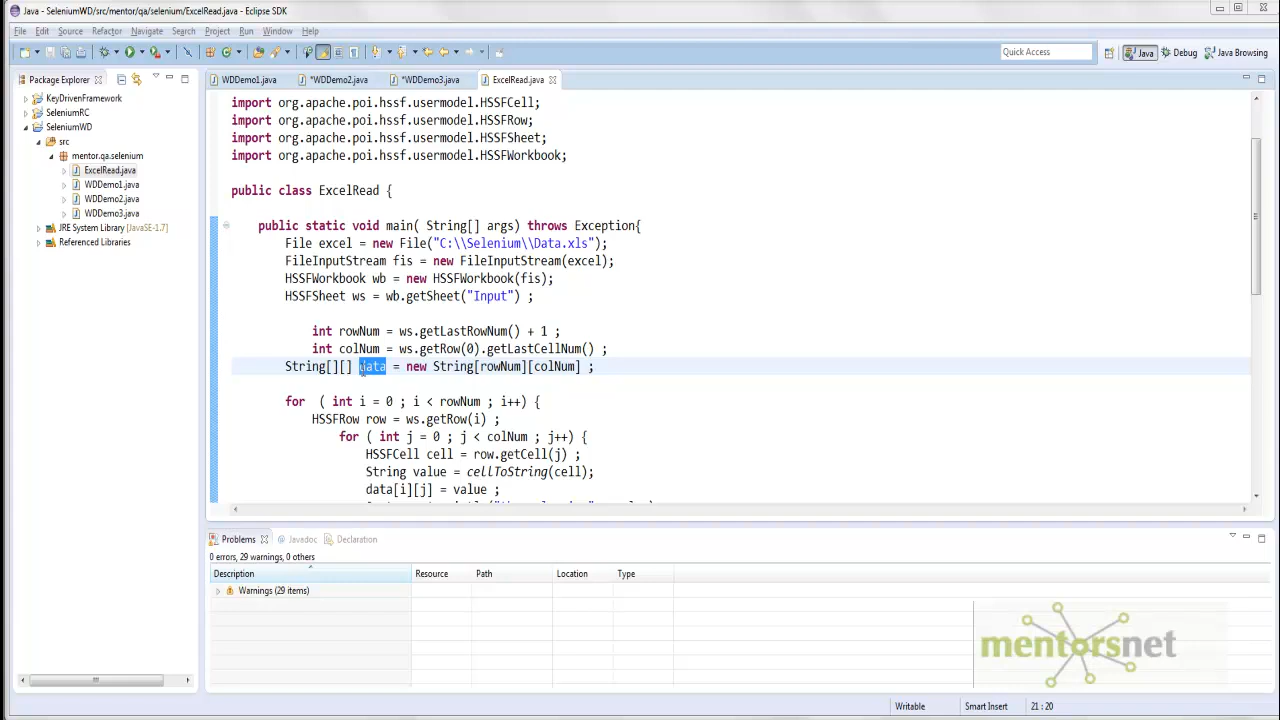 Java - SeleniumWD/src/mentor/qa/selenium/ExcelRead.java - Eclipse SDK
File Edit Source Refactor Navigate Search Project Run Window Help
Quick Access
Java
Debug
Java Browsing
Package Explorer
KeyDrivenFramework
SeleniumRC
SeleniumWD
src
mentor.qa.selenium
ExcelRead.java
WDDemo1.java
WDDemo2.java
WDDemo3.java
JRE System Library [JavaSE-1.7]
Referenced Libraries
WDDemo1.java
*WDDemo2.java
*WDDemo3.java
ExcelRead.java
import org.apache.poi.hssf.usermodel.HSSFCell;
import org.apache.poi.hssf.usermodel.HSSFRow;
import org.apache.poi.hssf.usermodel.HSSFSheet;
import org.apache.poi.hssf.usermodel.HSSFWorkbook;
public class ExcelRead {
public static void main( String[] args) throws Exception{
File excel = new File("C:\\Selenium\\Data.xls");
FileInputStream fis = new FileInputStream(excel);
HSSFWorkbook wb = new HSSFWorkbook(fis);
HSSFSheet ws = wb.getSheet("Input") ;
int rowNum = ws.getLastRowNum() + 1 ;
int colNum = ws.getRow(0).getLastCellNum() ;
String[][] data = new String[rowNum][colNum] ;
for ( int i = 0 ; i < rowNum ; i++) {
HSSFRow row = ws.getRow(i) ;
for ( int j = 0 ; j < colNum ; j++) {
HSSFCell cell = row.getCell(j) ;
String value = cellToString(cell);
data[i][j] = value ;
Problems
Javadoc
Declaration
0 errors, 29 warnings, 0 others
Description Resource Path Location Type
Warnings (29 items)
mentorsnet
Writable
Smart Insert
21 : 20